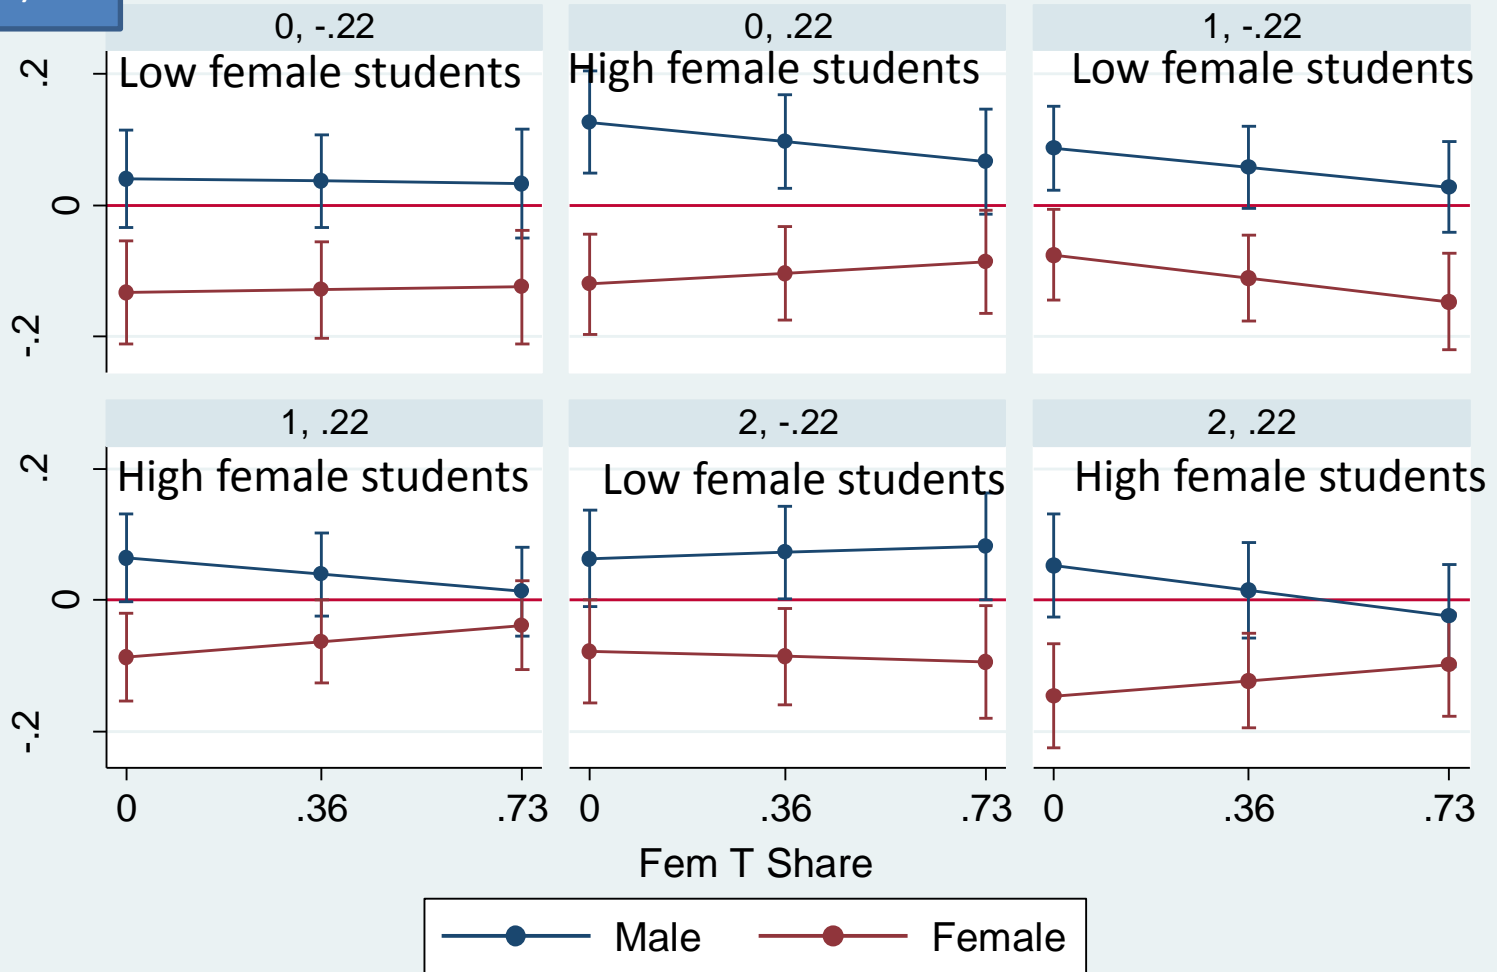 0, -.22
0, .22
1, -.22
Low female students
High female students
Low female students
.2
0
-.2
1, .22
2, -.22
2, .22
High female students
Low female students
High female students
.2
0
-.2
0 .36 .73
0 .36 .73
0 .36 .73
Fem T Share
Male
Female